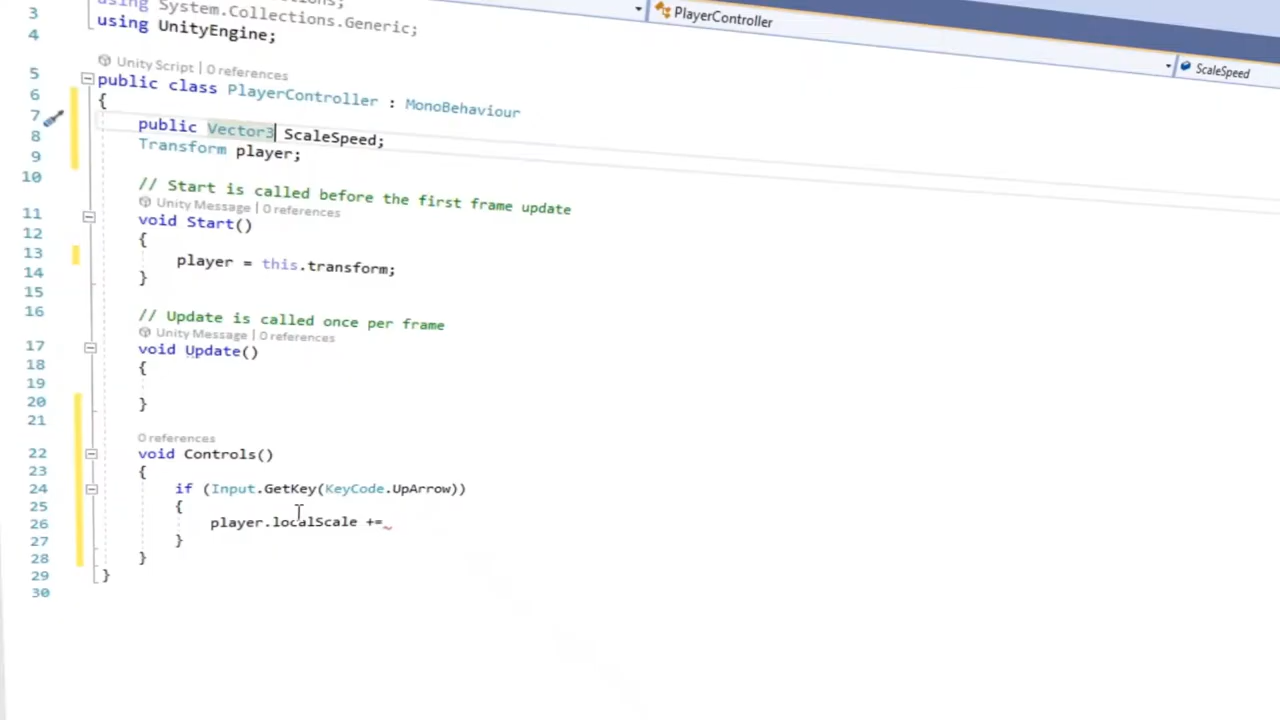 PlayerController
ScaleSpeed
3 using System.Collections.Generic;
4 using UnityEngine;
Unity Script | 0 references
5 public class PlayerController : MonoBehaviour
6 {
7 public Vector3 ScaleSpeed;
8 Transform player;
9
10 // Start is called before the first frame update
Unity Message | 0 references
11 void Start()
12 {
13 player = this.transform;
14 }
15
16 // Update is called once per frame
Unity Message | 0 references
17 void Update()
18 {
19
20 }
21
0 references
22 void Controls()
23 {
24 if (Input.GetKey(KeyCode.UpArrow))
25 {
26 player.localScale +=
27 }
28 }
29 }
30